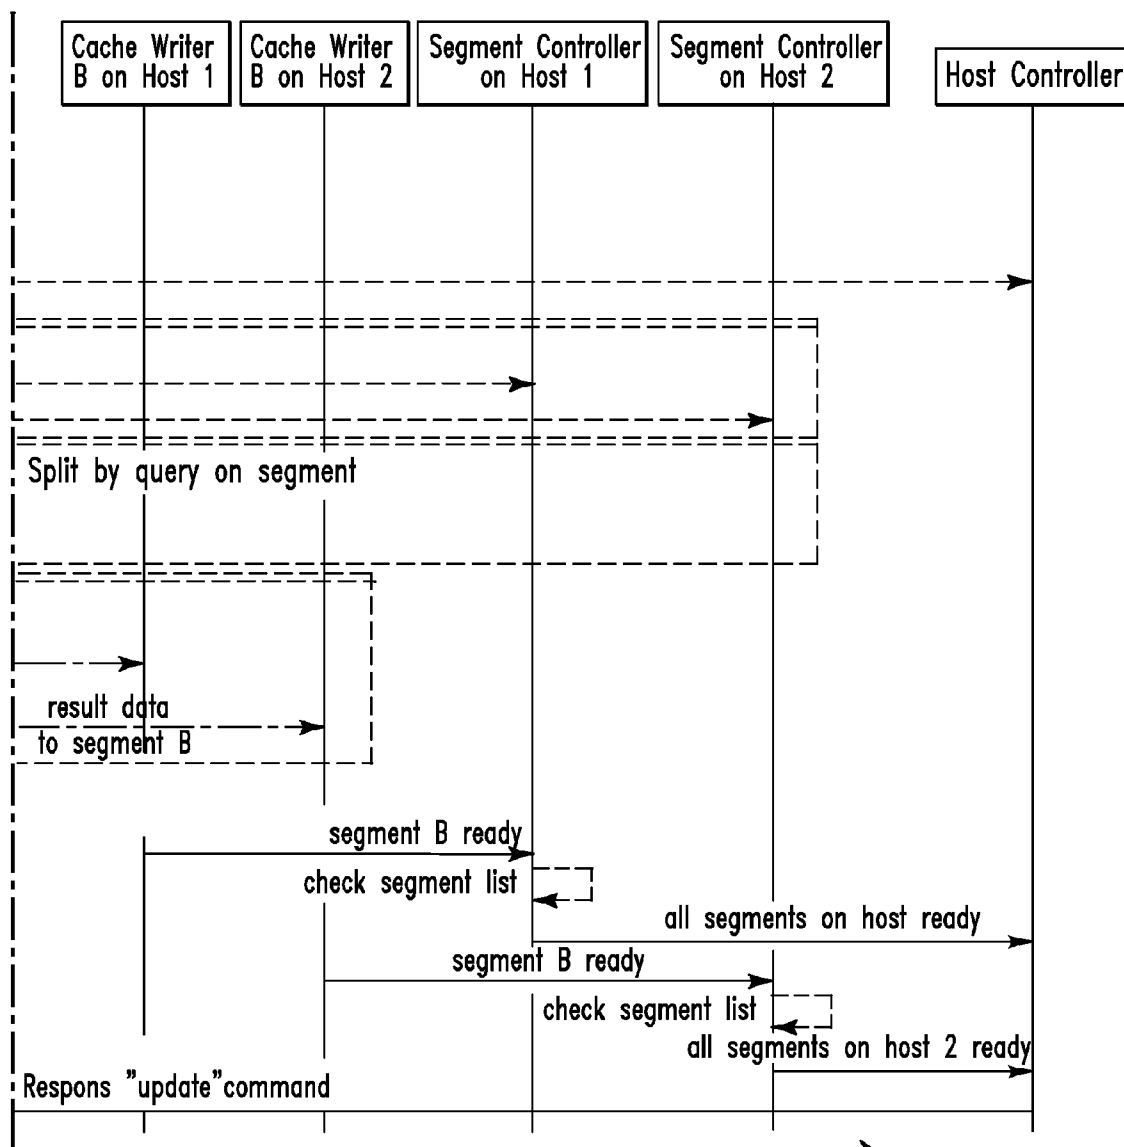 Cache Writer
B on Host 1
Cache Writer
B on Host 2
Segment Controller
on Host 1
Segment Controller
on Host 2
Host Controller
Split by query on segment
result data
to segment B
segment B ready
check segment list
all segments on host ready
segment B ready
check segment list
all segments on host 2 ready
Respons "update"command